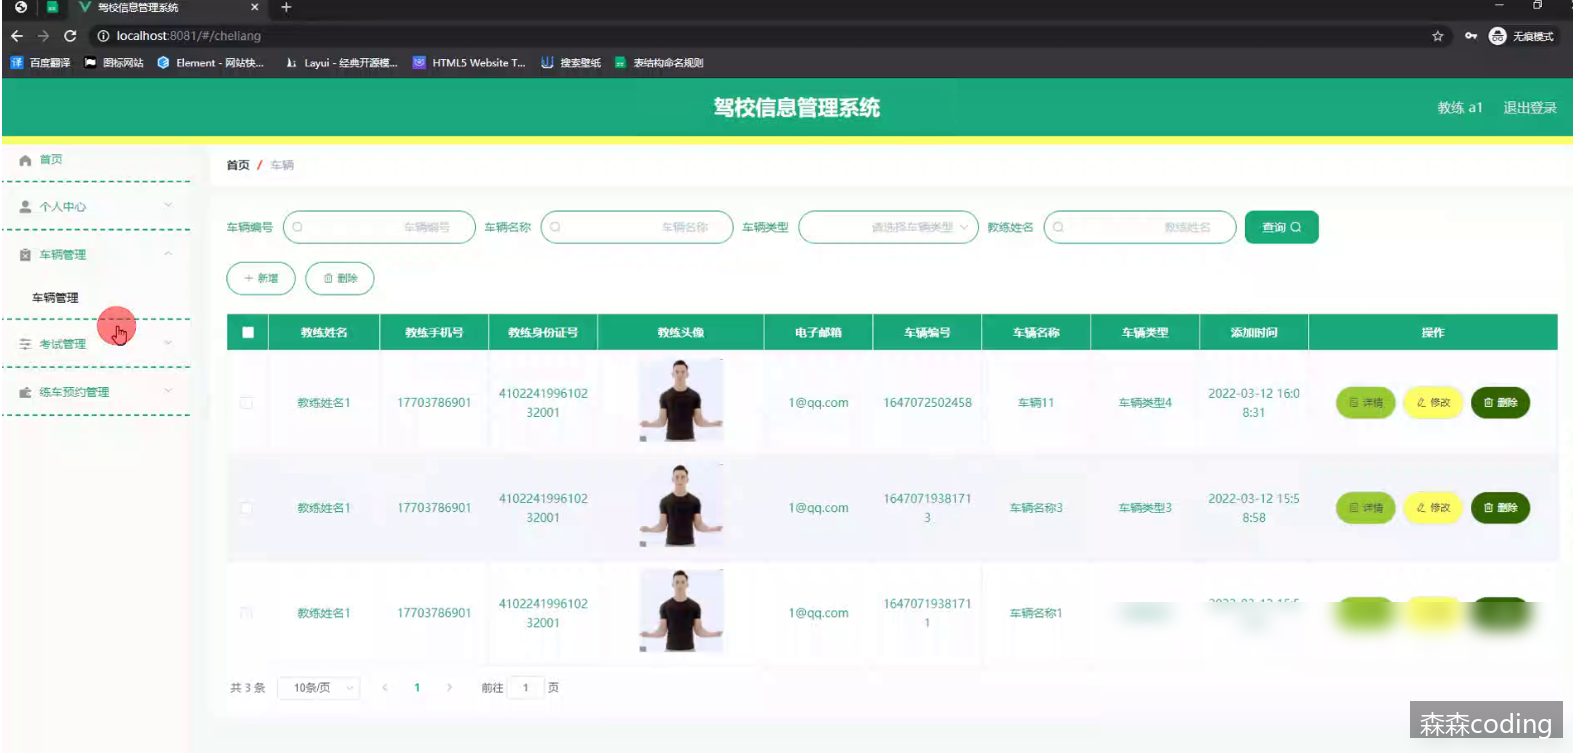 驾校信息管理系统
localhost:8081/#/cheliang
无痕模式
百度翻译
图标网站
Element - 网站快...
Layui - 经典开源模...
HTML5 Website T...
搜索壁纸
表结构命名规则
驾校信息管理系统
教练 a1
退出登录
首页
个人中心
车辆管理
车辆管理
考试管理
练车预约管理
首页 / 车辆
车辆编号 车辆编号 车辆名称 车辆名称 车辆类型 请选择车辆类型 教练姓名 教练姓名 查询
+ 新增 删除
教练姓名 教练手机号 教练身份证号 教练头像 电子邮箱 车辆编号 车辆名称 车辆类型 添加时间 操作
教练姓名1 17703786901 410224199610232001 1@qq.com 1647072502458 车辆11 车辆类型4 2022-03-12 16:08:31 详情 修改 删除
教练姓名1 17703786901 410224199610232001 1@qq.com 16470719381713 车辆名称3 车辆类型3 2022-03-12 15:58:58 详情 修改 删除
教练姓名1 17703786901 410224199610232001 1@qq.com 16470719381711 车辆名称1
共 3 条 10条/页 1 前往 1 页
森森coding